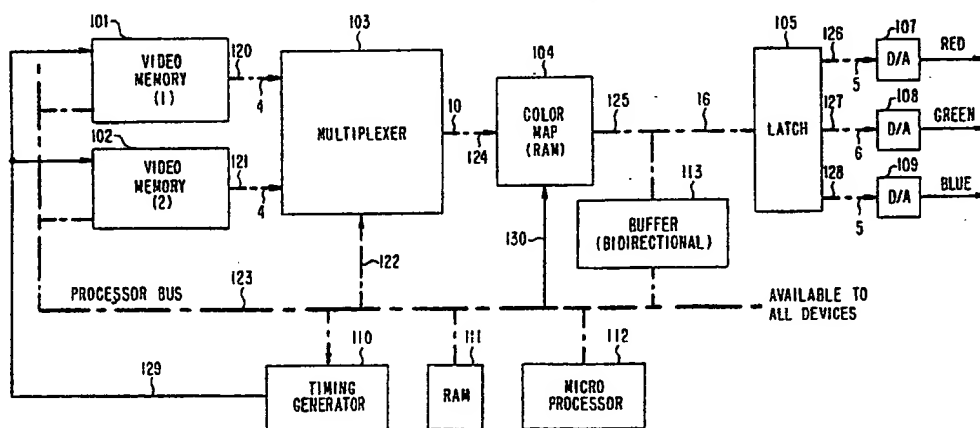 101
VIDEO
MEMORY
(1)
120
4
103
MULTIPLEXER
10
124
104
COLOR
MAP
(RAM)
125
16
105
LATCH
126
5
107
D/A
RED
127
6
108
D/A
GREEN
128
5
109
D/A
BLUE
102
VIDEO
MEMORY
(2)
121
4
122
130
113
BUFFER
(BIDIRECTIONAL)
PROCESSOR BUS
123
AVAILABLE TO
ALL DEVICES
129
110
TIMING
GENERATOR
111
RAM
112
MICRO
PROCESSOR